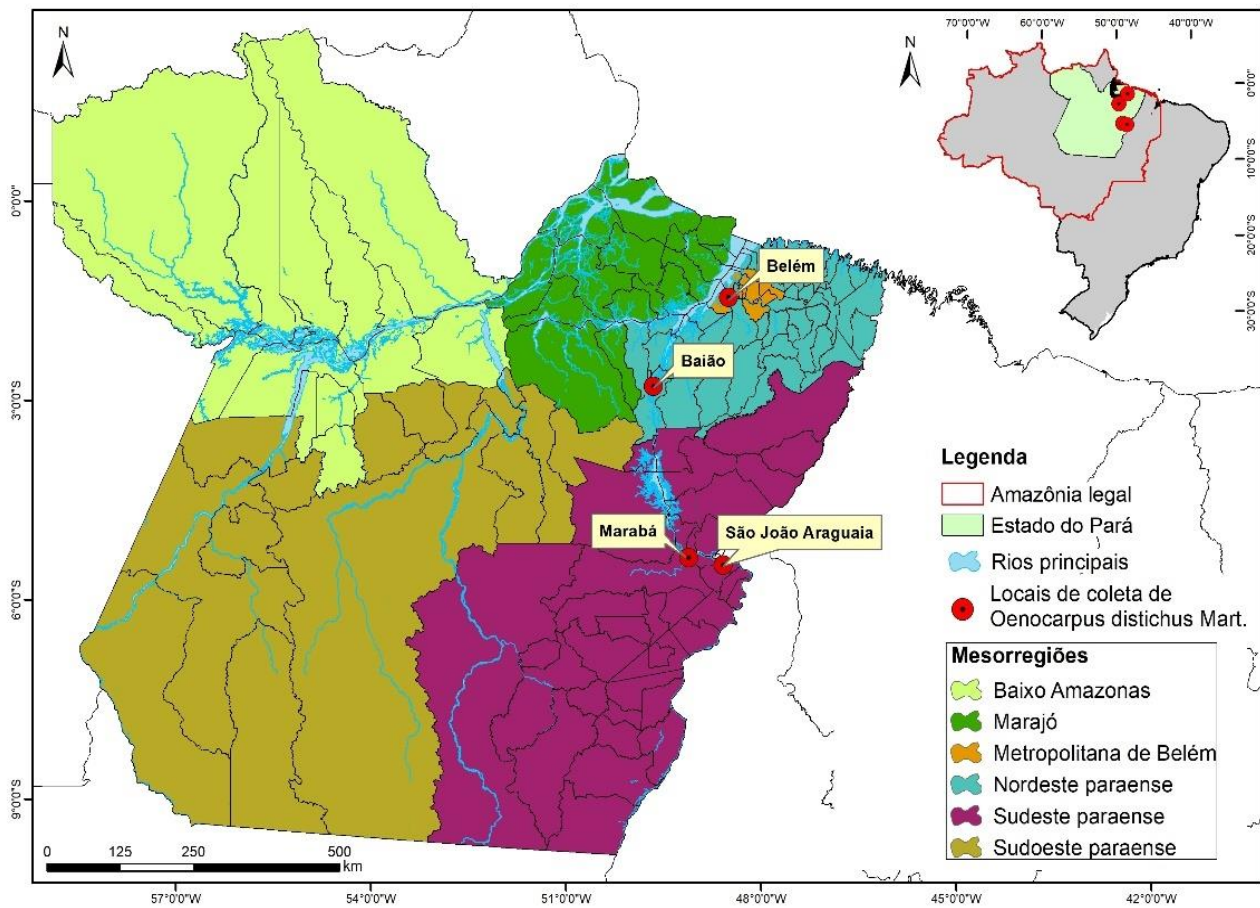 70°0'0"W 60°0'0"W 50°0'0"W 40°0'0"W
N
N
0°0'0"
10°0'0"S
20°0'0"S
30°0'0"S
0°0'0"
3°0'0"S
6°0'0"S
9°0'0"S
Belém
Baião
Marabá
São João Araguaia
Legenda
Amazônia legal
Estado do Pará
Rios principais
Locais de coleta de
Oenocarpus distichus Mart.
Mesorregiões
Baixo Amazonas
Marajó
Metropolitana de Belém
Nordeste paraense
Sudeste paraense
Sudoeste paraense
0 125 250 500
km
57°0'0"W 54°0'0"W 51°0'0"W 48°0'0"W 45°0'0"W 42°0'0"W